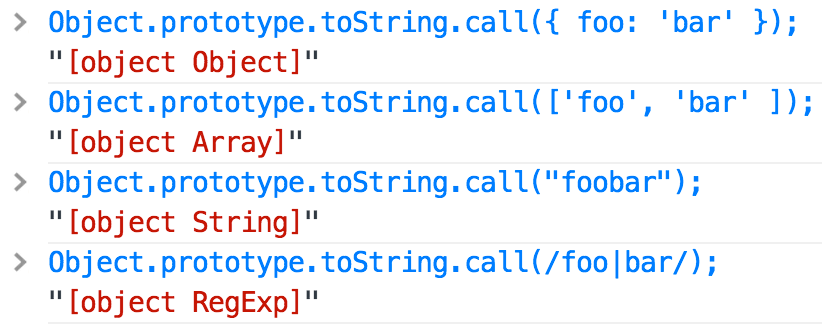 > Object.prototype.toString.call({ foo: 'bar' });
"[object Object]"
> Object.prototype.toString.call(['foo', 'bar' ]);
"[object Array]"
> Object.prototype.toString.call("foobar");
"[object String]"
> Object.prototype.toString.call(/foo|bar/);
"[object RegExp]"